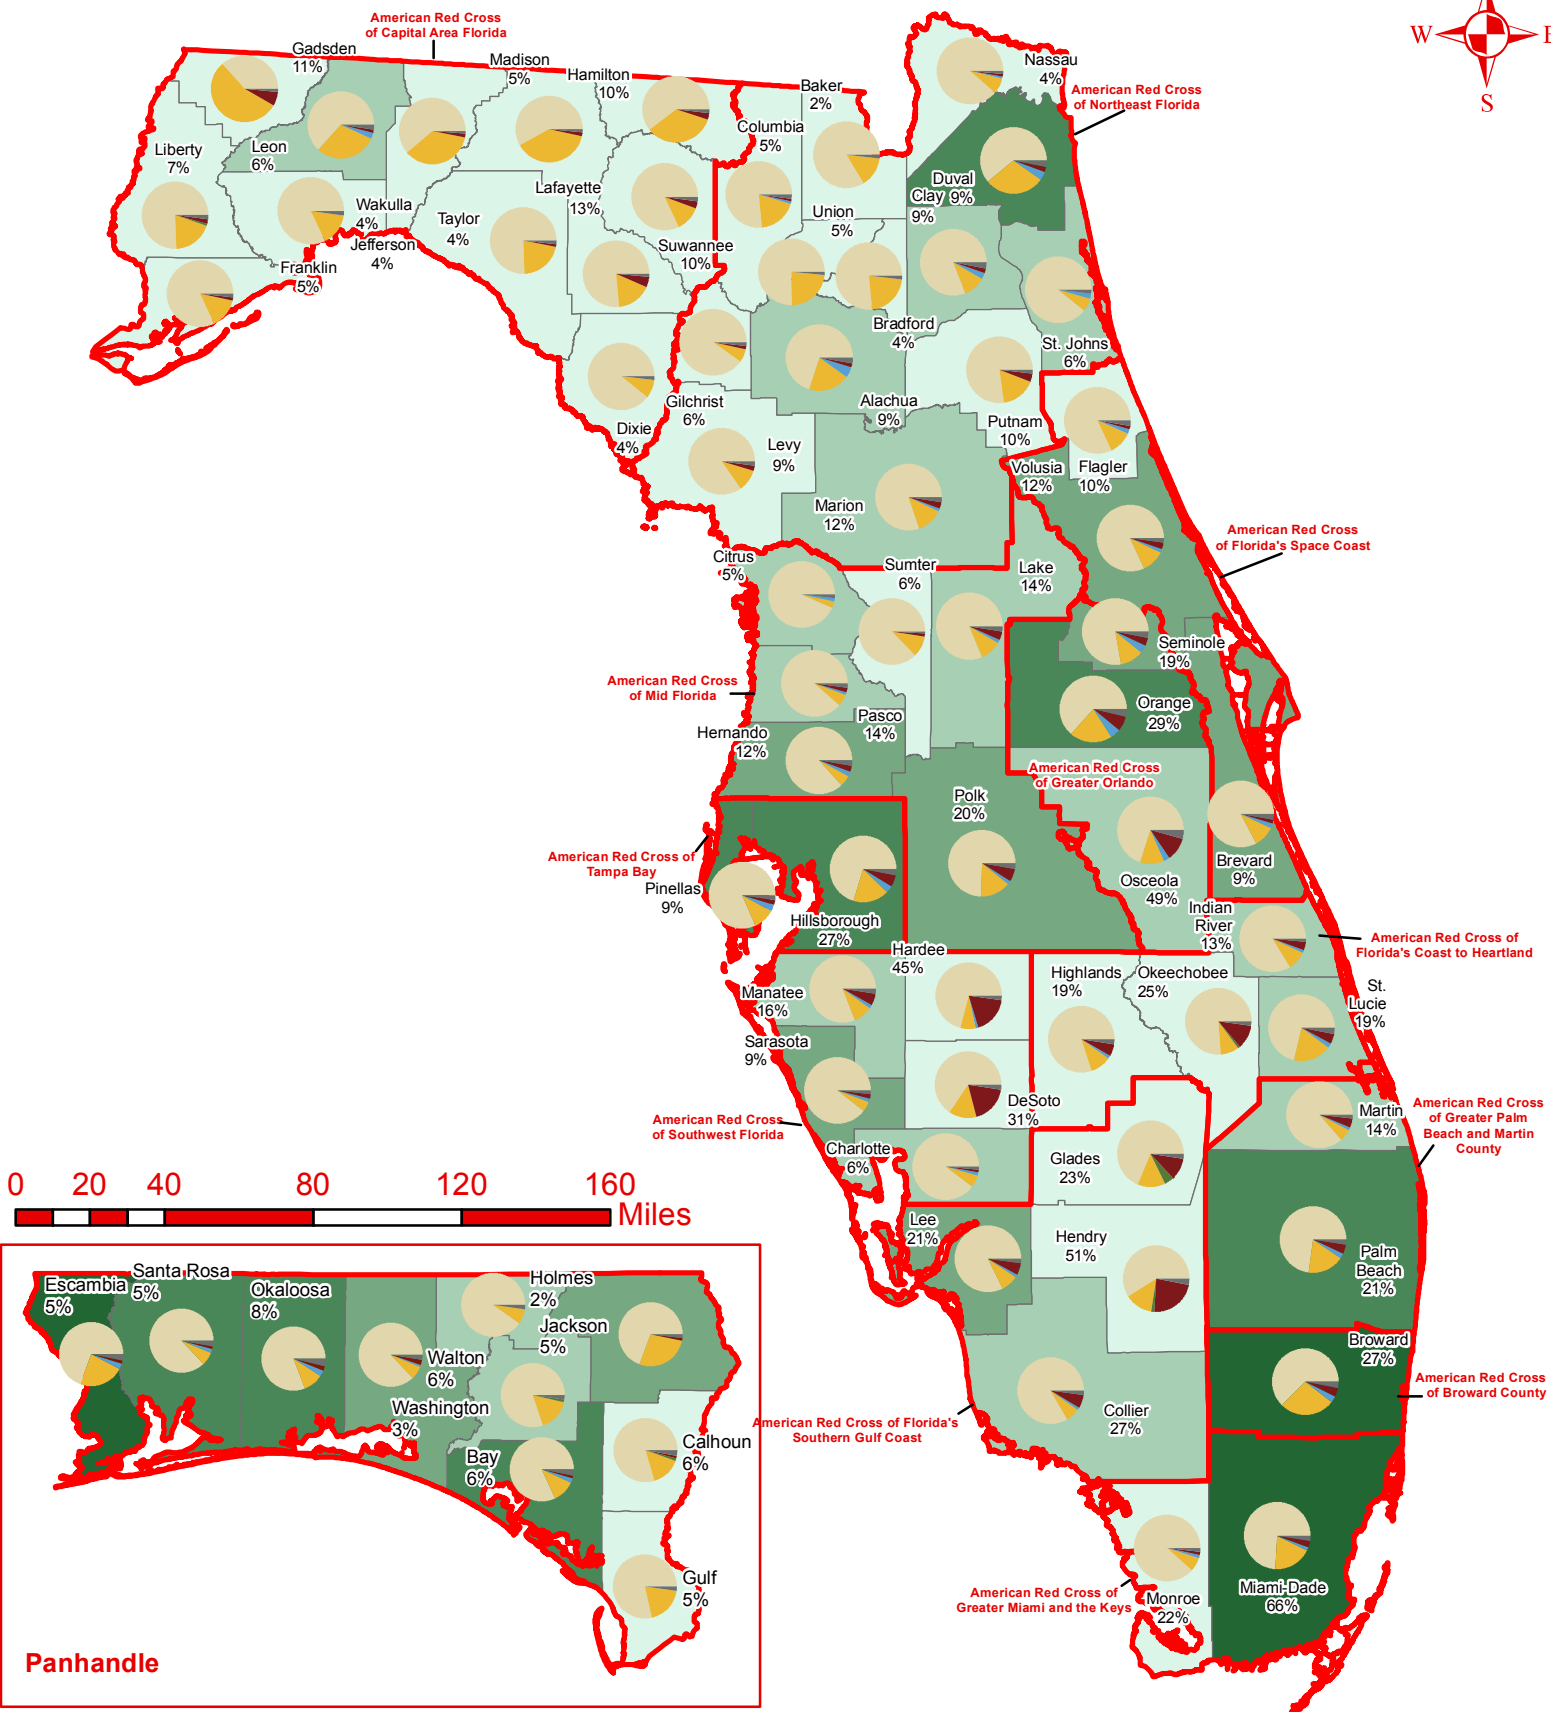 American Red Cross
of Capital Area Florida
W
E
S
Gadsden
11%
Madison
5%
Hamilton
10%
Baker
2%
Nassau
4%
American Red Cross
of Northeast Florida
Columbia
5%
Liberty
7%
Leon
6%
Lafayette
13%
Duval
9%
Clay
9%
Wakulla
4%
Taylor
4%
Union
5%
Jefferson
4%
Suwannee
10%
Franklin
5%
Bradford
4%
St. Johns
6%
Gilchrist
6%
Alachua
9%
Dixie
4%
Putnam
10%
Levy
9%
Volusia
12%
Flagler
10%
Marion
12%
American Red Cross
of Florida's Space Coast
Citrus
5%
Sumter
6%
Lake
14%
Seminole
19%
American Red Cross
of Mid Florida
Orange
29%
Pasco
14%
Hernando
12%
American Red Cross
of Greater Orlando
Polk
20%
American Red Cross of
Tampa Bay
Brevard
9%
Osceola
49%
Pinellas
9%
Hillsborough
27%
Indian
River
13%
American Red Cross of
Florida's Coast to Heartland
Hardee
45%
Highlands
19%
Okeechobee
25%
Manatee
16%
St.
Lucie
19%
Sarasota
9%
DeSoto
31%
Martin
14%
American Red Cross
of Greater Palm
Beach and Martin
County
American Red Cross
of Southwest Florida
Charlotte
6%
Glades
23%
0 20 40 80 120 160
Miles
Lee
21%
Hendry
51%
Palm
Beach
21%
Escambia
5%
Santa Rosa
5%
Okaloosa
8%
Holmes
2%
Jackson
5%
Walton
6%
Washington
3%
Bay
6%
Calhoun
6%
Gulf
5%
Panhandle
Broward
27%
American Red Cross
of Broward County
Collier
27%
American Red Cross of Florida's
Southern Gulf Coast
American Red Cross of
Greater Miami and the Keys
Monroe
22%
Miami-Dade
66%